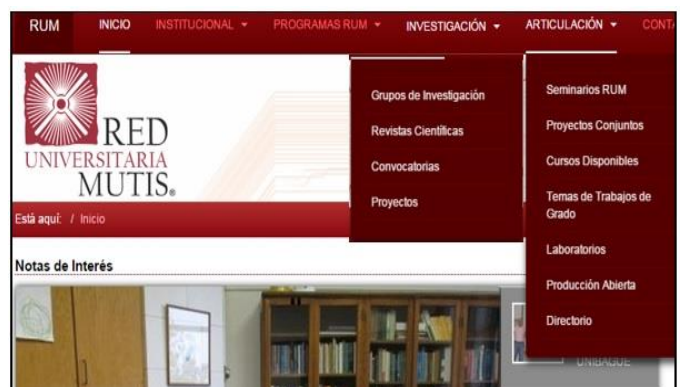 RUM INICIO INSTITUCIONAL PROGRAMAS RUM INVESTIGACIÓN ARTICULACIÓN
Grupos de Investigación
Revistas Científicas
Convocatorias
Proyectos
Seminarios RUM
Proyectos Conjuntos
Cursos Disponibles
Temas de Trabajos de
Grado
Laboratorios
Producción Abierta
Directorio
RED
UNIVERSITARIA
MUTIS®
Está aquí: / Inicio
Notas de Interés
UNIBAGUÉ